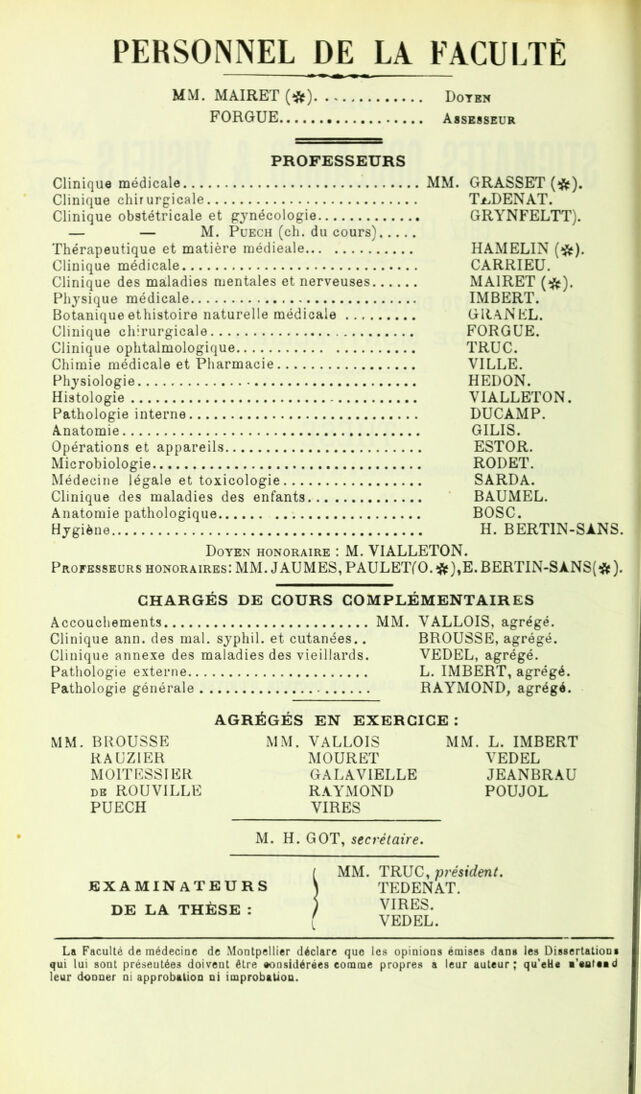 PERSONNEL DE LA FACULTÉ
MM. MAIRET (✻) .............. DOYEN
FORGUE.................. ASSESSEUR
PROFESSEURS
Clinique médicale.............................. MM. GRASSET (✻).
Clinique chirurgicale........................... TÉDENAT.
Clinique obstétricale et gynécologie............. GRYNFELTT).
— — M. PUECH (ch. du cours).....
Thérapeutique et matière médicale... ........... HAMELIN (✻).
Clinique médicale.............................. CARRIEU.
Clinique des maladies mentales et nerveuses...... MAIRET (✻).
Physique médicale............................. IMBERT.
Botanique et histoire naturelle médicale ......... GRANEL.
Clinique chirurgicale.......................... FORGUE.
Clinique ophtalmologique............ .......... TRUC.
Chimie médicale et Pharmacie.................. VILLE.
Physiologie................................... HEDON.
Histologie .................................... VIALLETON.
Pathologie interne............................. DUCAMP.
Anatomie...................................... GILIS.
Opérations et appareils......................... ESTOR.
Microbiologie.................................. RODET.
Médecine légale et toxicologie.................. SARDA.
Clinique des maladies des enfants............... BAUMEL.
Anatomie pathologique...... ................. BOSC.
Hygiène........................................ H. BERTIN-SANS.
DOYEN HONORAIRE : M. VIALLETON.
PROFESSEURS HONORAIRES: MM. JAUMES, PAULET (O. ✻), E. BERTIN-SANS (✻).
CHARGÉS DE COURS COMPLÉMENTAIRES
Accouchements.......................... MM. VALLOIS, agrégé.
Clinique ann. des mal. syphil. et cutanées.. BROUSSE, agrégé.
Clinique annexe des maladies des vieillards. VEDEL, agrégé.
Pathologie externe....................... L. IMBERT, agrégé.
Pathologie générale ...................... RAYMOND, agrégé.
AGRÉGÉS EN EXERCICE :
MM. BROUSSE MM. VALLOIS MM. L. IMBERT
RAUZIER MOURET VEDEL
MOITESSIER GALAVIELLE JEANBRAU
DE ROUVILLE RAYMOND POUJOL
PUECH VIRES
M. H. GOT, secrétaire.
EXAMINATEURS
DE LA THÈSE :
MM. TRUC, président.
TEDENAT.
VIRES.
VEDEL.
La Faculté de médecine de Montpellier déclare que les opinions émises dans les Dissertations
qui lui sont présentées doivent être considérées comme propres a leur auteur ; qu'elle n'entend
leur donner ni approbation ni improbation.